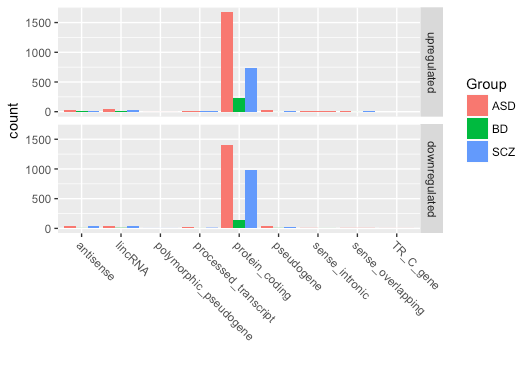 1500
1000
500
0
upregulated
1500
1000
500
0
downregulated
count
antisense
lincRNA
polymorphic_pseudogene
processed_transcript
protein_coding
pseudogene
sense_intronic
sense_overlapping
TR_C_gene
Group
ASD
BD
SCZ